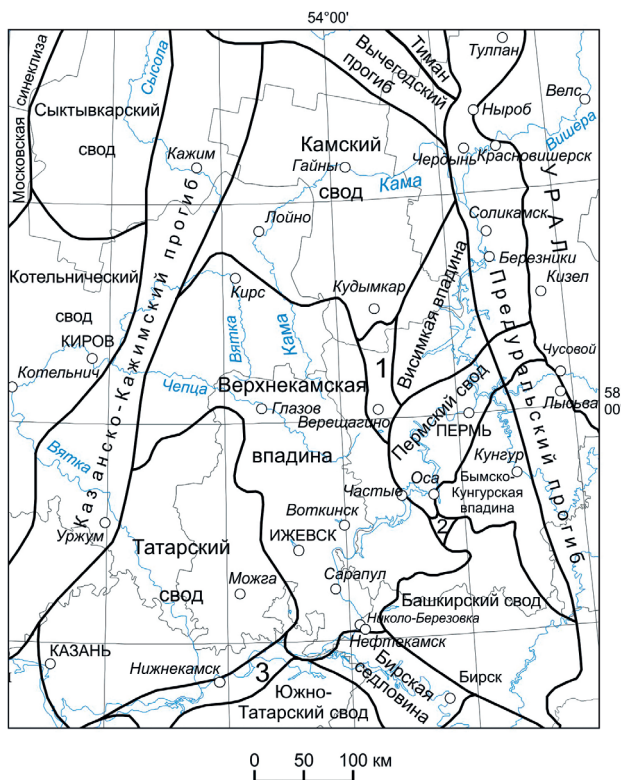 54°00'
Московская синеклиза
Сысола
Вычегодский
прогиб
Тиман
Тулпан
Велс
Ныроб
Вишера
Сыктывкарский
свод
Кажим
Камский
Гайны
свод
Кама
Чердынь
Красновишерск
УРАЛ
Лойно
Соликамск
Березники
Кизел
Котельнический
свод
Казанско-Кажимский прогиб
Кирс
Кудымкар
Висимкая впадина
Предуральский прогиб
КИРОВ
Котельнич
Вятка
Кама
1
Чусовой
58
00
Чепца
Верхнекамская
Глазов
Верещагино
Пермский свод
ПЕРМЬ
Лысьва
Вятка
впадина
Кунгур
Оса
Бымско-
Кунгурская
впадина
Частые
Воткинск
2
Уржум
ИЖЕВСК
Татарский
свод
Можга
Сарапул
Башкирский свод
Николо-Березовка
Нефтекамск
КАЗАНЬ
Нижнекамск
3
Бирская
седловина
Бирск
Южно-
Татарский свод
0 50 100 км